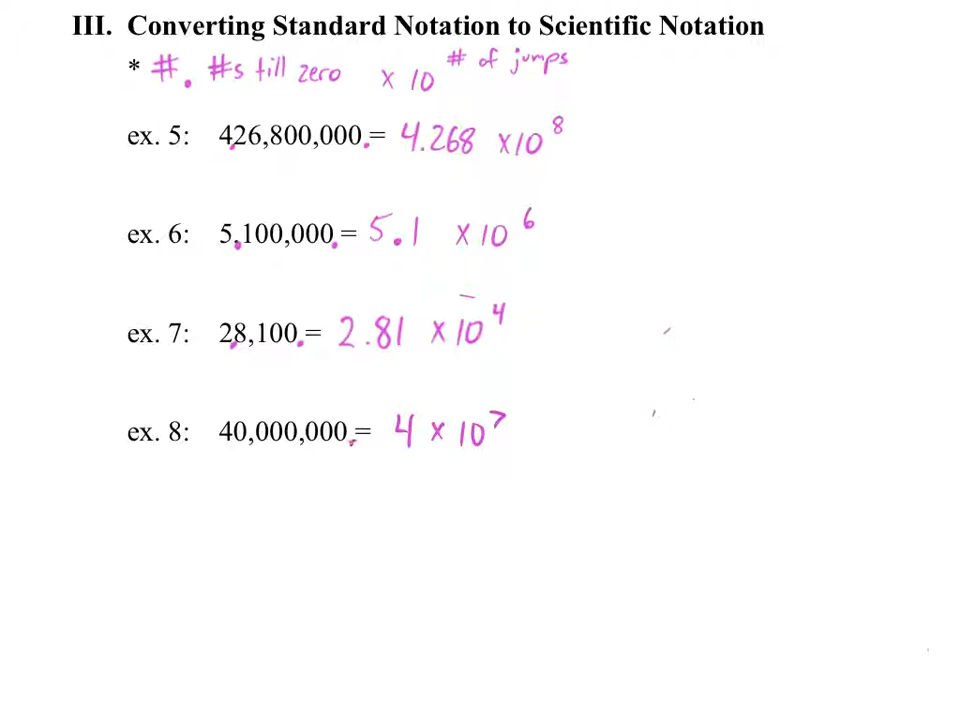 III. Converting Standard Notation to Scientific Notation
* #. #s till zero x 10^# of jumps
ex. 5: 426,800,000.= 4.268 x10^8
ex. 6: 5,100,000.= 5.1 x 10^6
ex. 7: 28,100.= 2.81 x 10^4
ex. 8: 40,000,000.= 4 x 10^7